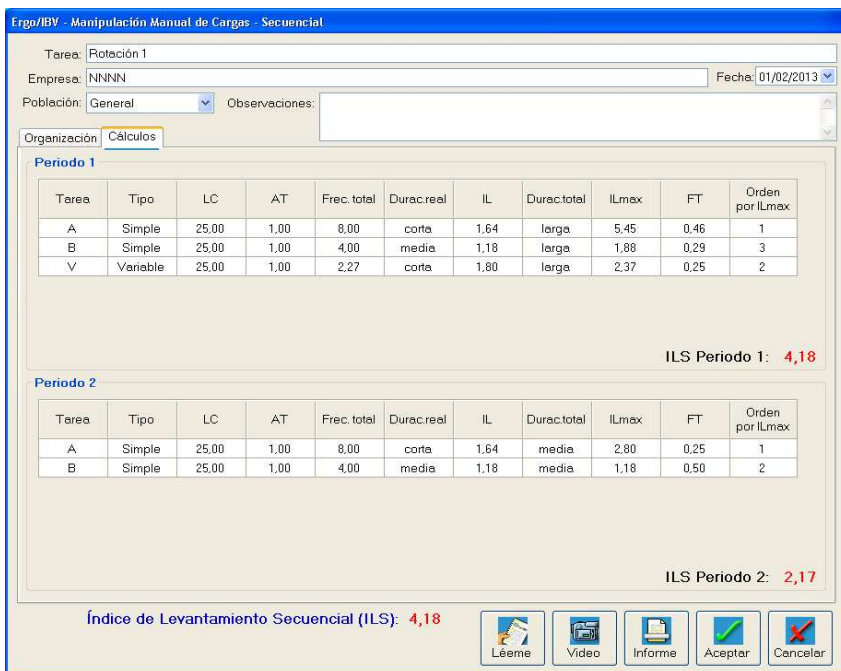 Ergo/IBV - Manipulación Manual de Cargas - Secuencial
Tarea: Rotación 1
Empresa: NNNN Fecha: 01/02/2013
Población: General Observaciones:
Organización Cálculos
Periodo 1
Tarea Tipo LC AT Frec. total Durac.real IL Durac.total ILmax FT Orden por ILmax
A Simple 25,00 1,00 8,00 corta 1,64 larga 5,45 0,46 1
B Simple 25,00 1,00 4,00 media 1,18 larga 1,88 0,29 3
V Variable 25,00 1,00 2,27 corta 1,80 larga 2,37 0,25 2
ILS Periodo 1: 4,18
Periodo 2
Tarea Tipo LC AT Frec. total Durac.real IL Durac.total ILmax FT Orden por ILmax
A Simple 25,00 1,00 8,00 corta 1,64 media 2,80 0,25 1
B Simple 25,00 1,00 4,00 media 1,18 media 1,18 0,50 2
ILS Periodo 2: 2,17
Índice de Levantamiento Secuencial (ILS): 4,18
Léeme Video Informe Aceptar Cancelar